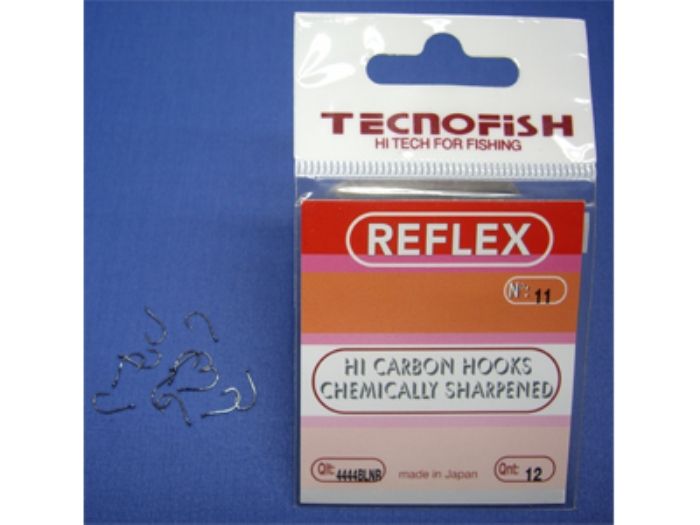 TECNOFISH
HI TECH FOR FISHING
REFLEX
Nº: 11
HI CARBON HOOKS
CHEMICALLY SHARPENED
Qlt: 4444BLNR made in Japan Qnt: 12